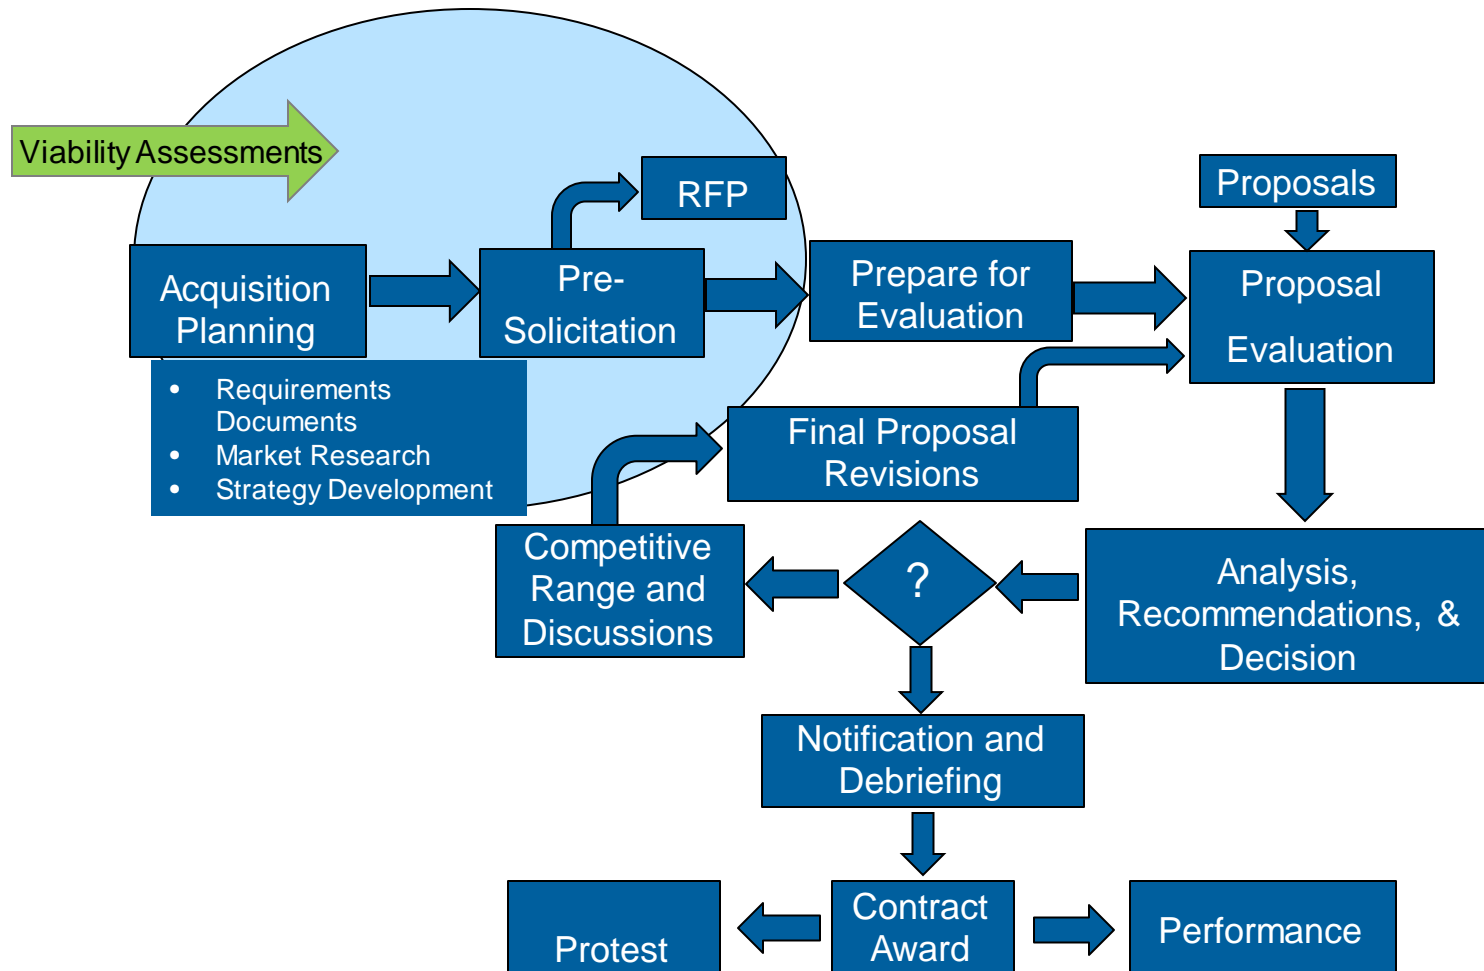 Viability Assessments
RFP
Proposals
Acquisition
Planning
Pre-
Solicitation
Prepare for
Evaluation
Proposal
Evaluation
• Requirements
Documents
• Market Research
• Strategy Development
Final Proposal
Revisions
Competitive
Range and
Discussions
?
Analysis,
Recommendations, &
Decision
Notification and
Debriefing
Protest
Contract
Award
Performance